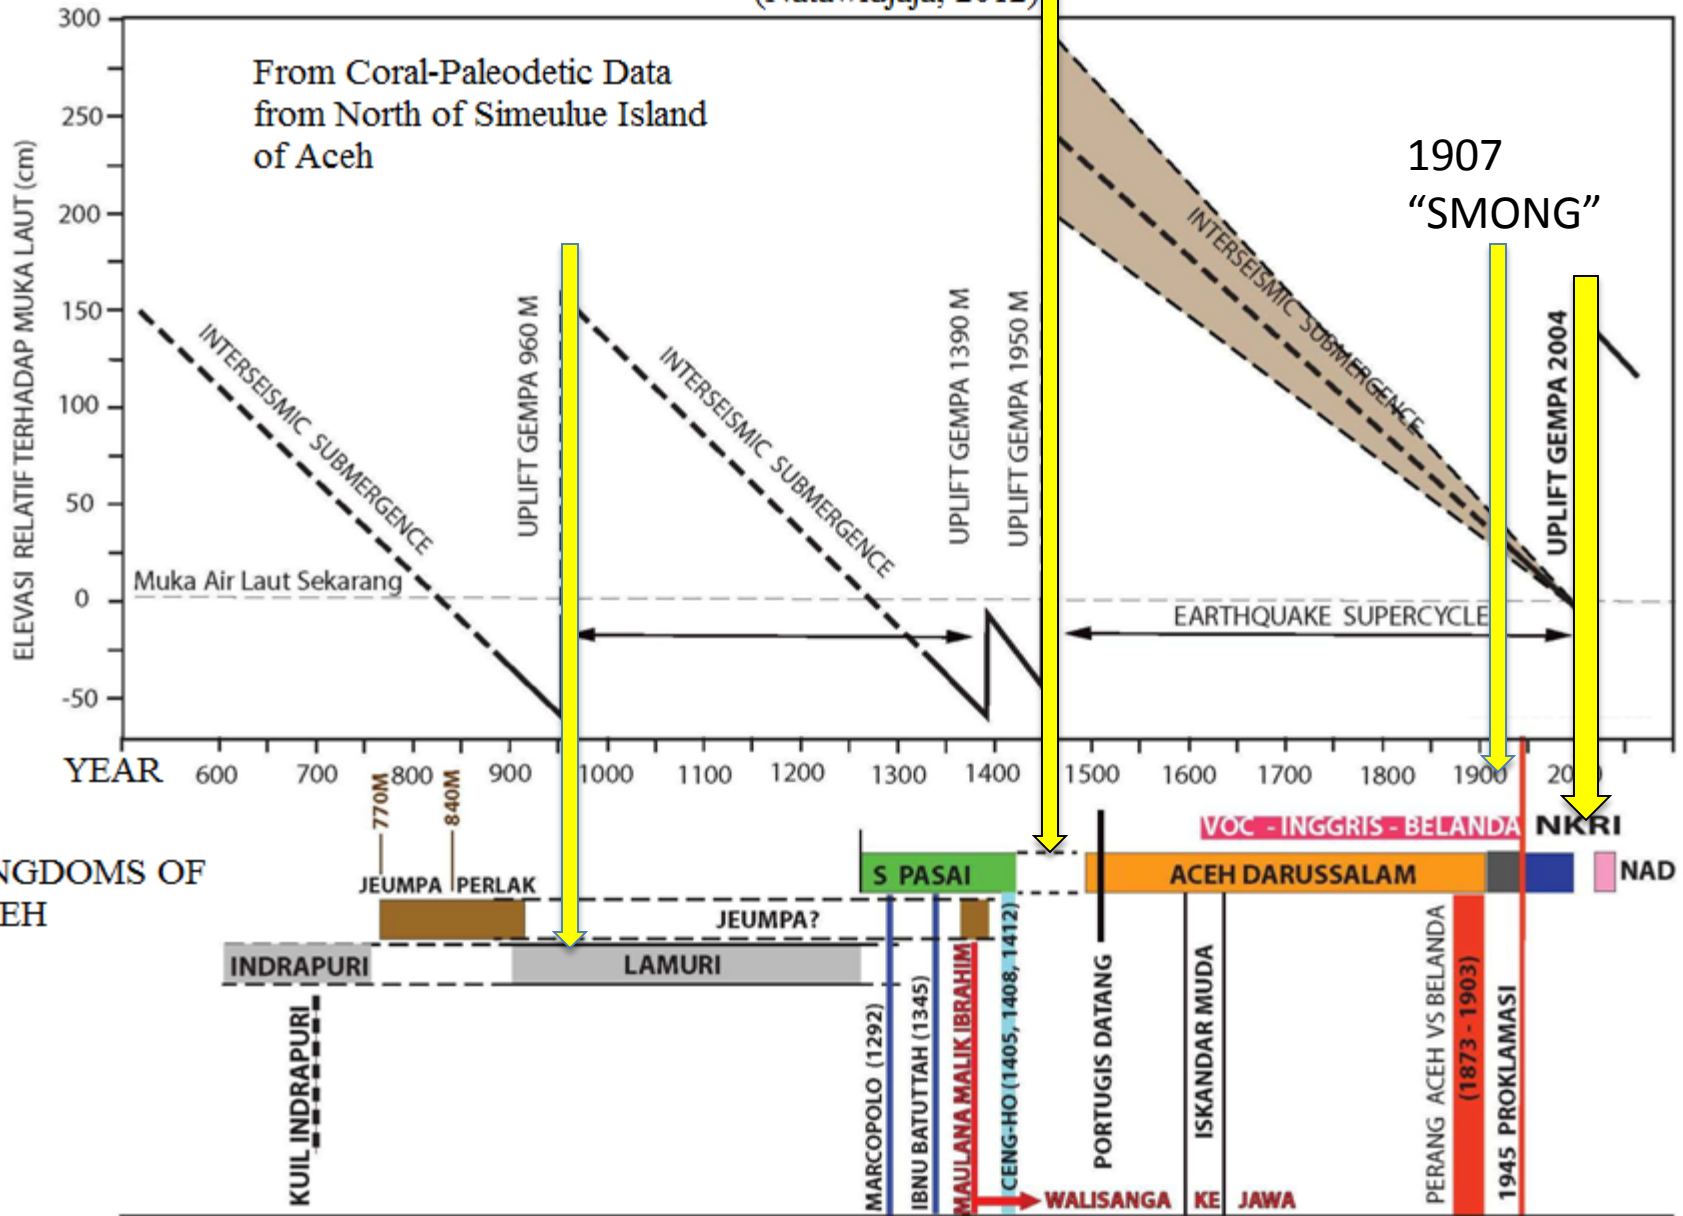 (Natawidjaja, 2012)
300
250
200
150
100
50
0
-50
ELEVASI RELATIF TERHADAP MUKA LAUT (cm)
From Coral-Paleodetic Data
from North of Simeulue Island
of Aceh
1907
“SMONG”
INTERSEISMIC SUBMERGENCE
UPLIFT GEMPA 960 M
INTERSEISMIC SUBMERGENCE
UPLIFT GEMPA 1390 M
UPLIFT GEMPA 1950 M
INTERSEISMIC SUBMERGENCE
UPLIFT GEMPA 2004
Muka Air Laut Sekarang
EARTHQUAKE SUPERCYCLE
YEAR
600 700 800 900 1000 1100 1200 1300 1400 1500 1600 1700 1800 1900
770M
840M
VOC - INGGRIS - BELANDA
NKRI
OF
JEUMPA PERLAK
S PASAI
ACEH DARUSSALAM
NAD
JEUMPA?
INDRAPURI
LAMURI
KUIL INDRAPURI
MARCOPOLO (1292)
IBNU BATUTTAH (1345)
MAULANA MALIK IBRAHIM
CENG-HO (1405, 1408, 1412)
PORTUGIS DATANG
ISKANDAR MUDA
PERANG ACEH VS BELANDA
(1873 - 1903)
1945 PROKLAMASI
WALISANGA KE JAWA